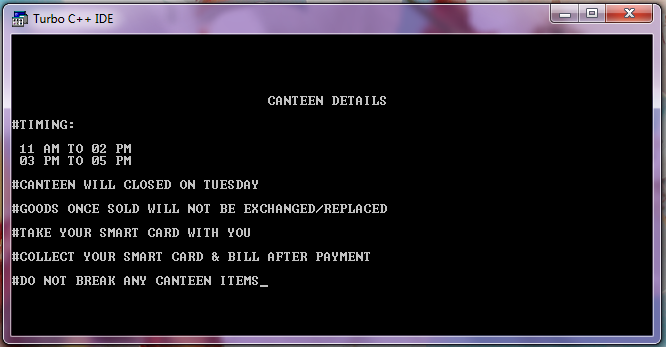 Turbo C++ IDE
CANTEEN DETAILS
#TIMING:
11 AM TO 02 PM
03 PM TO 05 PM
#CANTEEN WILL CLOSED ON TUESDAY
#GOODS ONCE SOLD WILL NOT BE EXCHANGED/REPLACED
#TAKE YOUR SMART CARD WITH YOU
#COLLECT YOUR SMART CARD & BILL AFTER PAYMENT
#DO NOT BREAK ANY CANTEEN ITEMS_